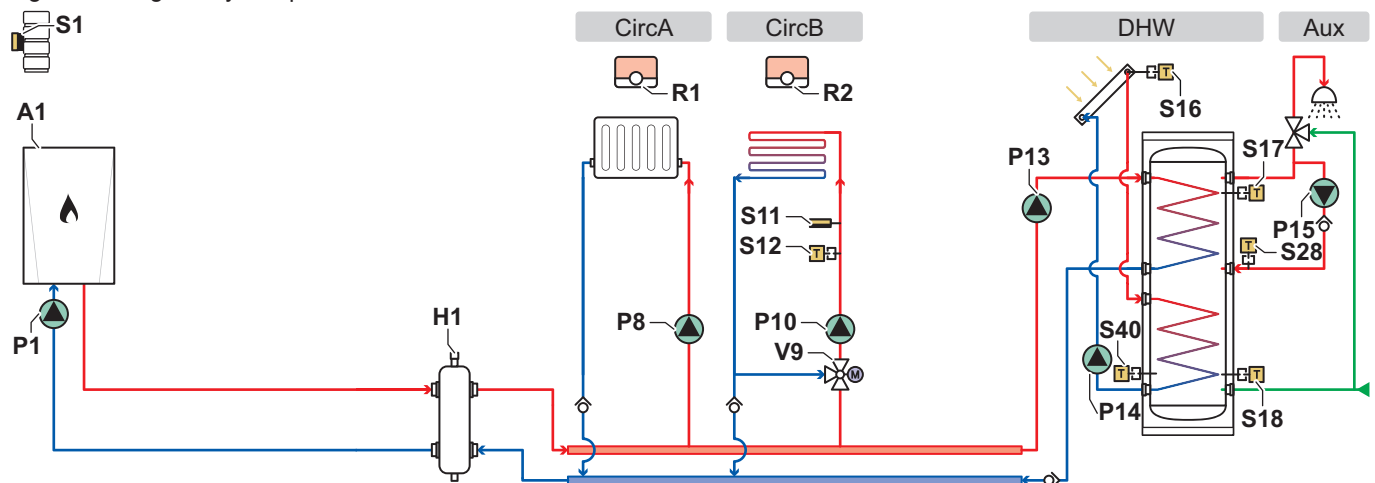 S1
CircA
CircB
DHW
Aux
R1
R2
T
S16
A1
P13
S17
T
S11
P15
T
S12
T
S28
P1
H1
P8
P10
V9
M
S40
T
T
P14
S18